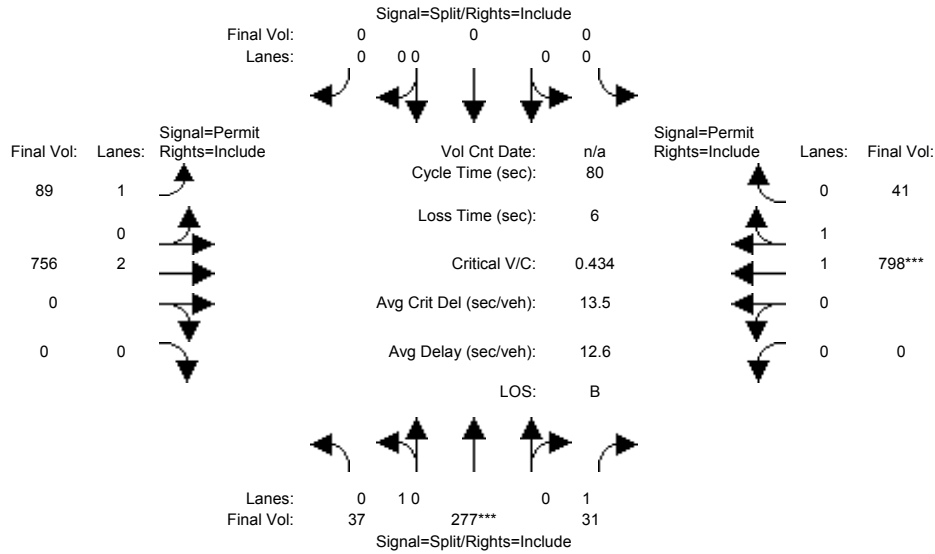 Signal=Split/Rights=Include
Final Vol: 0 0 0
Lanes: 0 0 0 0 0
Signal=Permit
Final Vol: Lanes: Rights=Include
Vol Cnt Date: n/a
Signal=Permit
Rights=Include Lanes: Final Vol:
Cycle Time (sec): 80
89 1
0 41
Loss Time (sec): 6
0
1
756 2
Critical V/C: 0.434
1 798***
0
Avg Crit Del (sec/veh): 13.5
0
0 0
Avg Delay (sec/veh): 12.6
0 0
LOS: B
Lanes: 0 1 0 0 1
Final Vol: 37 277*** 31
Signal=Split/Rights=Include